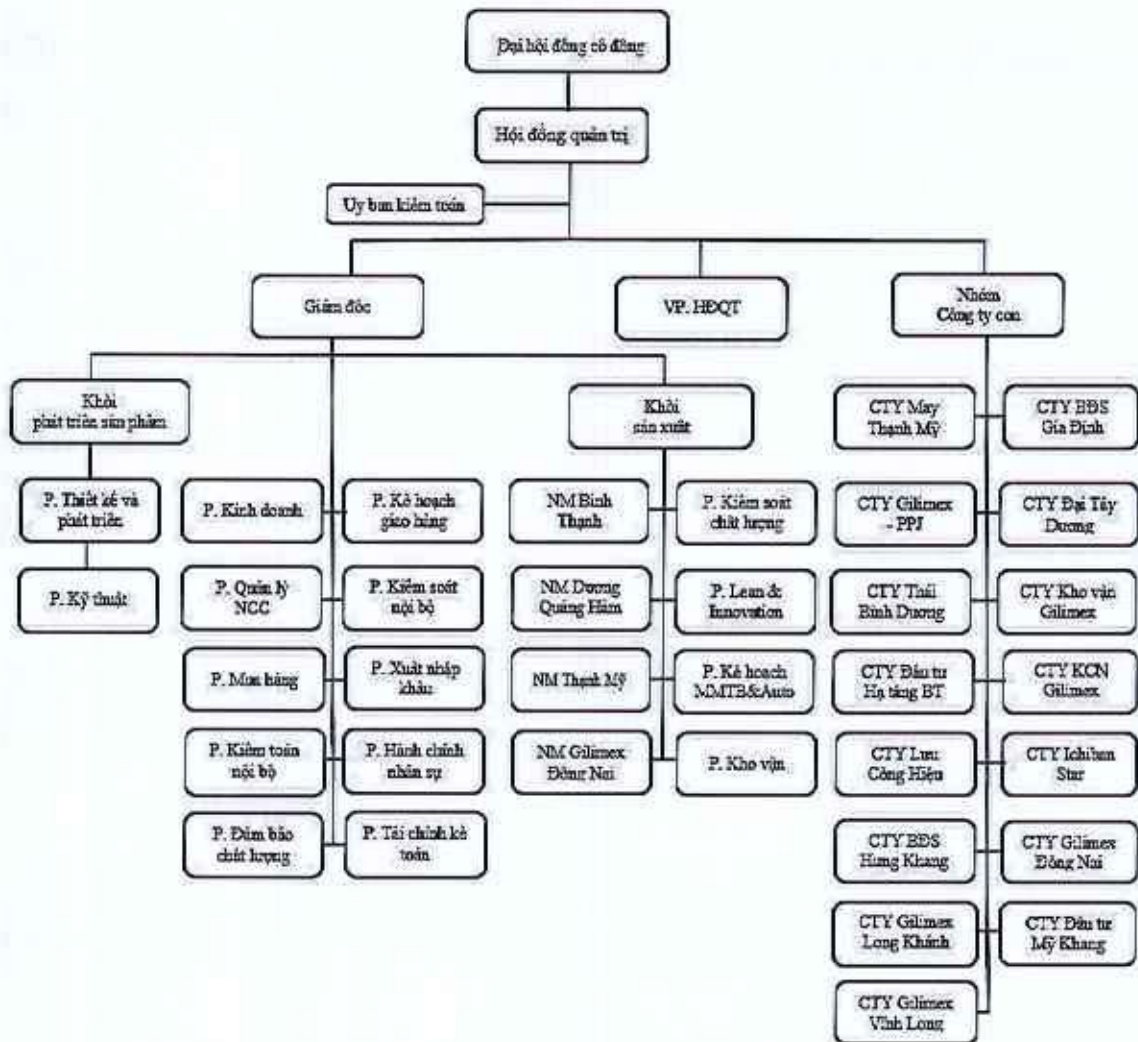 Đại hội đồng cổ đông
Hội đồng quản trị
Ủy ban kiểm toán
Giám đốc
VP. HĐQT
Nhóm
Công ty con
Khối
phát triển sản phẩm
Khối
sản xuất
P. Thiết kế và
phát triển
P. Kỹ thuật
P. Kinh doanh
P. Kế hoạch
giao hàng
P. Quản lý
NCC
P. Kiểm soát
nội bộ
P. Mua hàng
P. Xuất nhập
khẩu
P. Kiểm toán
nội bộ
P. Hành chính
nhân sự
P. Đảm bảo
chất lượng
P. Tài chính kế
toán
NM Bình
Thạnh
P. Kiểm soát
chất lượng
NM Dương
Quảng Hàm
P. Lean &
Innovation
NM Thạnh Mỹ
P. Kế hoạch
MMTB&Auto
NM Gilimex
Đồng Nai
P. Kho vận
CTY May
Thạnh Mỹ
CTY BĐS
Gia Định
CTY Gilimex
- PPJ
CTY Đại Tây
Dương
CTY Thái
Bình Dương
CTY Kho vận
Gilimex
CTY Đầu tư
Hạ tầng BT
CTY KCN
Gilimex
CTY Lưu
Công Hiệu
CTY Ichiban
Star
CTY BĐS
Hưng Khang
CTY Gilimex
Đồng Nai
CTY Gilimex
Long Khánh
CTY Đầu tư
Mỹ Khang
CTY Gilimex
Vĩnh Long